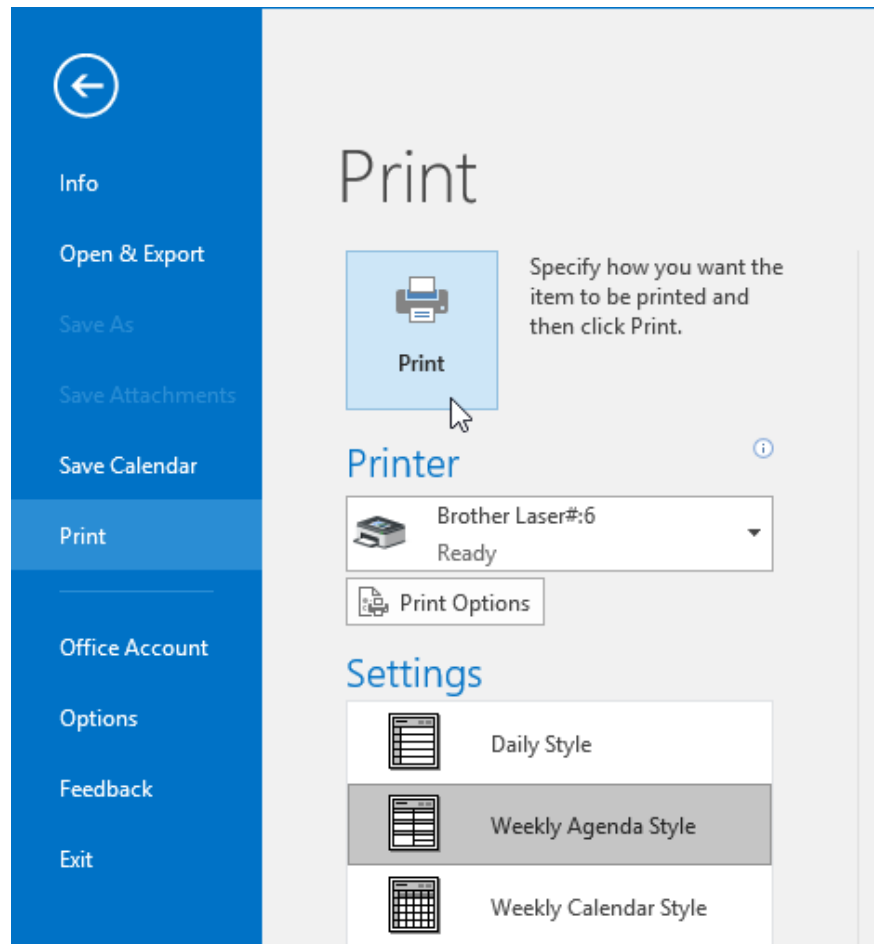 Info
Open & Export
Save As
Save Attachments
Save Calendar
Print
Office Account
Options
Feedback
Exit
Print
Print
Specify how you want the
item to be printed and
then click Print.
Printer
Brother Laser#:6
Ready
Print Options
Settings
Daily Style
Weekly Agenda Style
Weekly Calendar Style